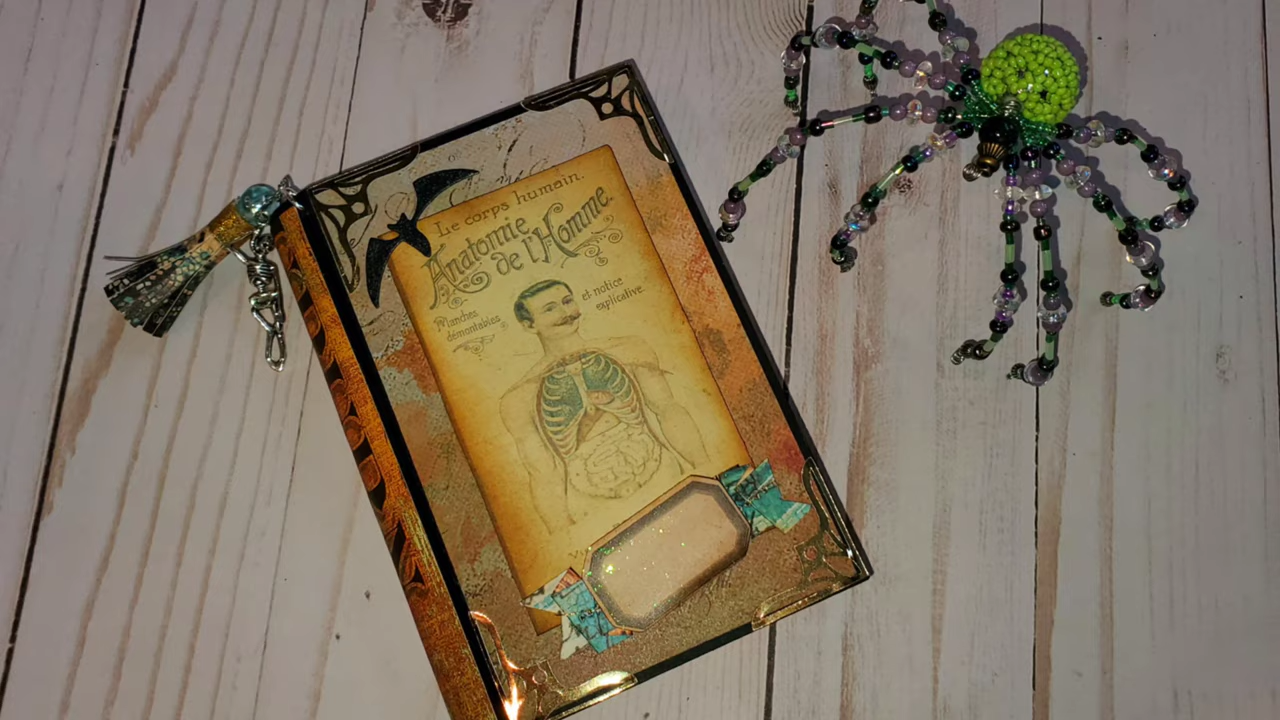 Le corps humain.
Anatomie
de l'Homme.
Planches
démontables
et notice
explicative.